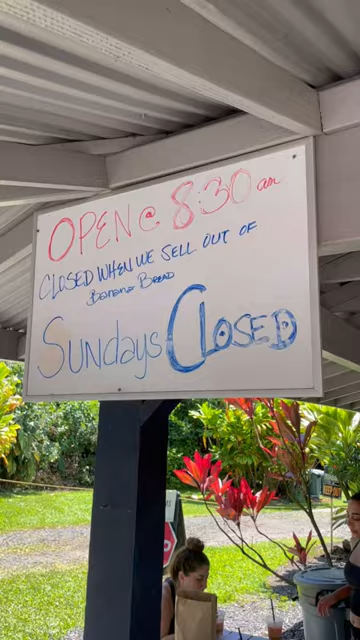 OPEN @ 8:30 am
CLOSED WHEN WE SELL OUT OF
Banana Bread
Sundays CLOSED